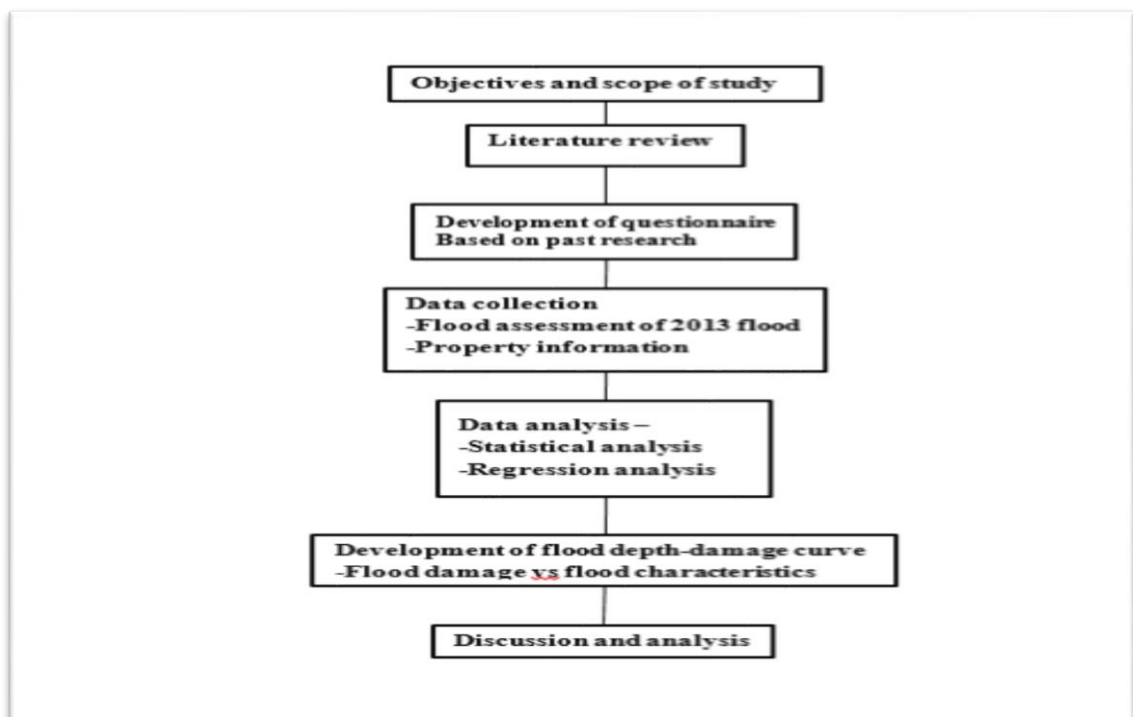 Objectives and scope of study
Literature review
Development of questionnaire
Based on past research
Data collection
-Flood assessment of 2013 flood
-Property information
Data analysis –
-Statistical analysis
-Regression analysis
Development of flood depth-damage curve
-Flood damage vs flood characteristics
Discussion and analysis